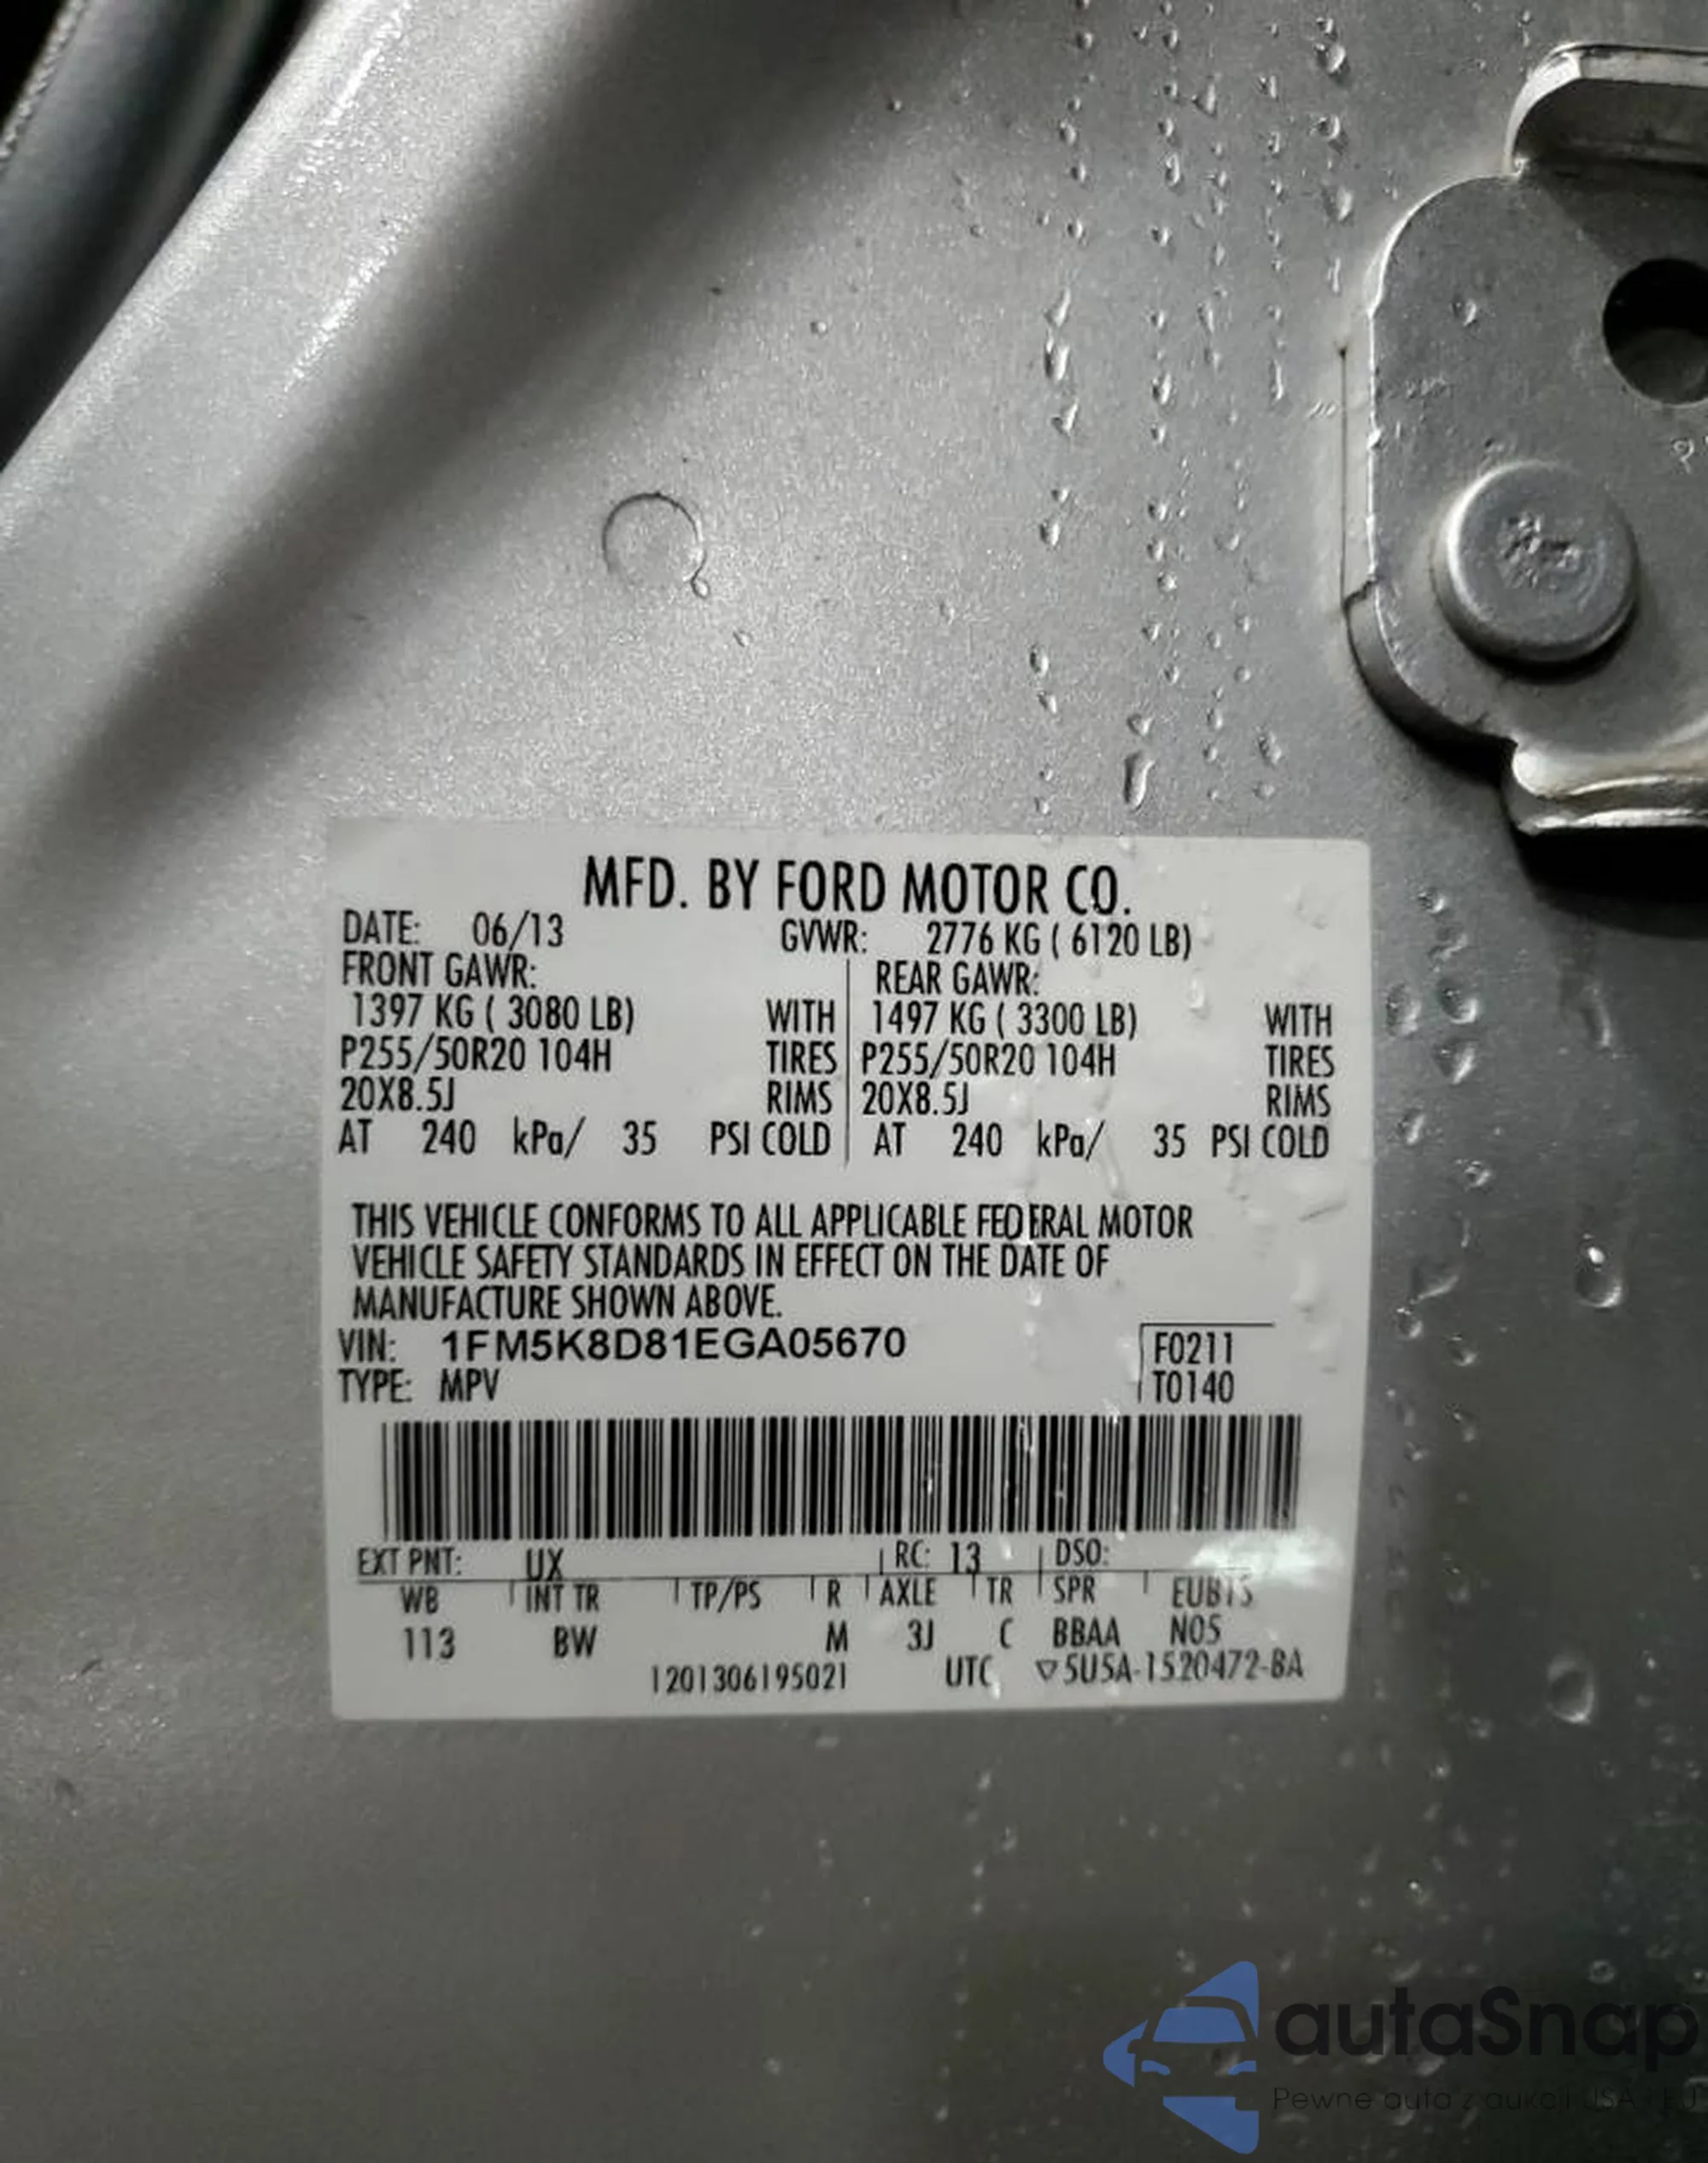 MFD. BY FORD MOTOR CO.
DATE: 06/13 GVWR: 2776 KG ( 6120 LB)
FRONT GAWR: REAR GAWR:
1397 KG ( 3080 LB) WITH 1497 KG ( 3300 LB) WITH
P255/50R20 104H TIRES P255/50R20 104H TIRES
20X8.5J RIMS 20X8.5J RIMS
AT 240 kPa/ 35 PSI COLD AT 240 kPa/ 35 PSI COLD
THIS VEHICLE CONFORMS TO ALL APPLICABLE FEDERAL MOTOR
VEHICLE SAFETY STANDARDS IN EFFECT ON THE DATE OF
MANUFACTURE SHOWN ABOVE.
VIN: 1FM5K8D81EGA05670 F0211
TYPE: MPV T0140
EXT PNT: UX RC: 13 DSO:
WB INT TR TP/PS R AXLE TR SPR
113 BW M 3J C BBAA N05
1201306195021 UTC ▽5U5A-1520472-BA
autaSnap
Pewne auta z aukcji USA